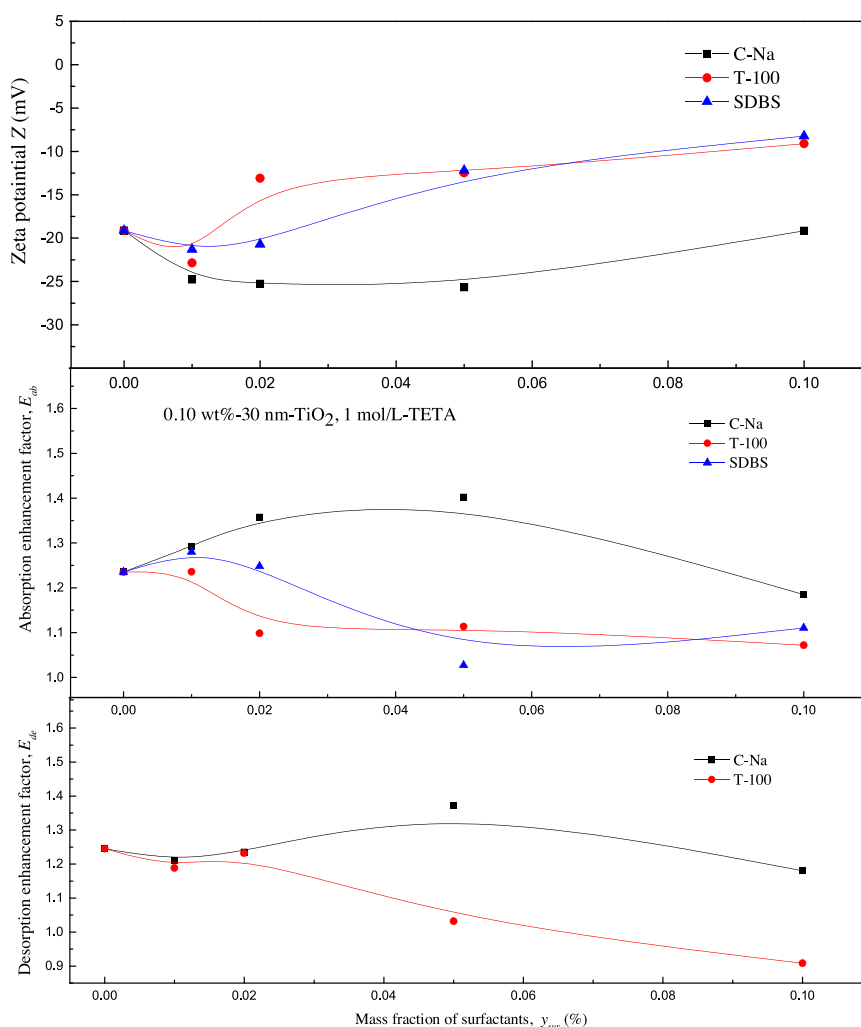 Zeta potaintial Z (mV)
5
0
-5
-10
-15
-20
-25
-30
C-Na
T-100
SDBS
0.00 0.02 0.04 0.06 0.08 0.10
Absorption enhancement factor, E_ab
1.6
1.5
1.4
1.3
1.2
1.1
1.0
0.10 wt%-30 nm-TiO₂, 1 mol/L-TETA
C-Na
T-100
SDBS
0.00 0.02 0.04 0.06 0.08 0.10
Desorption enhancement factor, E_de
1.6
1.5
1.4
1.3
1.2
1.1
1.0
0.9
C-Na
T-100
0.00 0.02 0.04 0.06 0.08 0.10
Mass fraction of surfactants, y_sur (%)